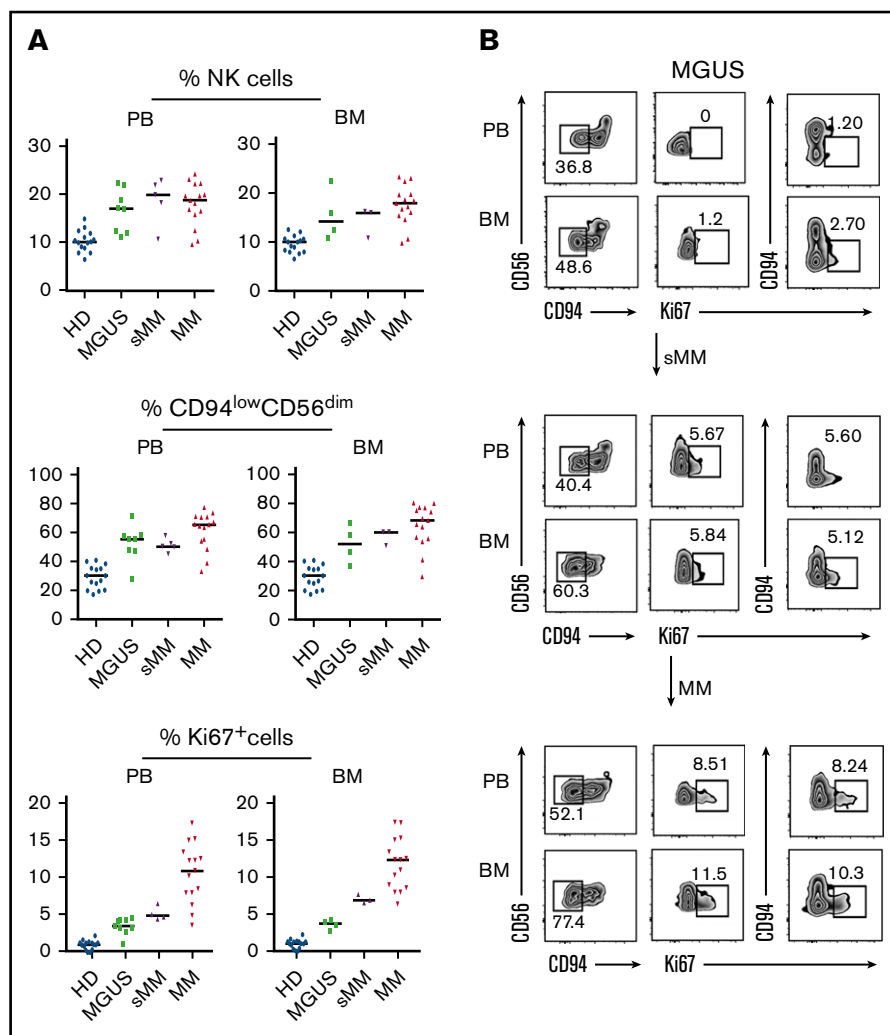 A
% NK cells
PB
BM
30
20
10
0
HD
MGUS
sMM
MM
30
20
10
0
HD
MGUS
sMM
MM
% CD94lowCD56dim
PB
BM
100
80
60
40
20
0
HD
MGUS
sMM
MM
100
80
60
40
20
0
HD
MGUS
sMM
MM
% Ki67+cells
PB
BM
20
15
10
5
0
HD
MGUS
sMM
MM
20
15
10
5
0
HD
MGUS
sMM
MM
B
MGUS
PB
36.8
0
1.20
BM
48.6
1.2
2.70
CD56
CD94
CD94
Ki67
sMM
PB
40.4
5.67
5.60
BM
60.3
5.84
5.12
CD56
CD94
CD94
Ki67
MM
PB
52.1
8.51
8.24
BM
77.4
11.5
10.3
CD56
CD94
CD94
Ki67